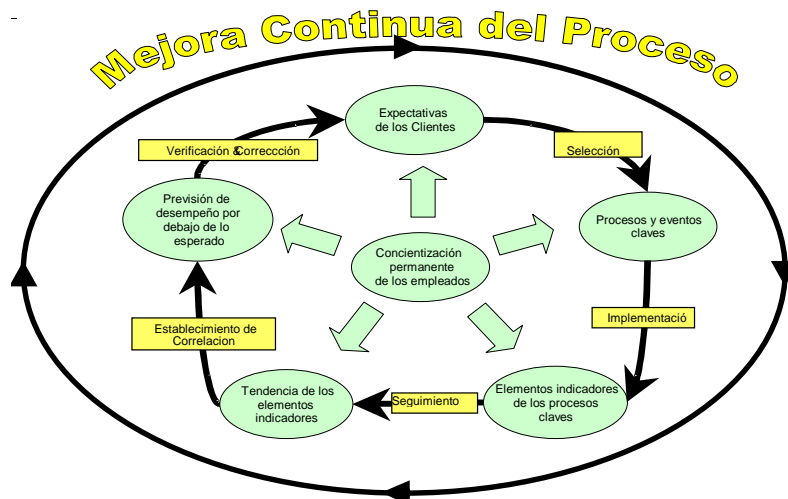 Mejora Continua del Proceso
Expectativas
de los Clientes
Verificación &Correccción
Selección
Previsión de
desempeño por
debajo de lo
esperado
Procesos y eventos
claves
Concientización
permanente
de los empleados
Implementació
Establecimiento de
Correlacion
Tendencia de los
elementos
indicadores
Seguimiento
Elementos indicadores
de los procesos
claves